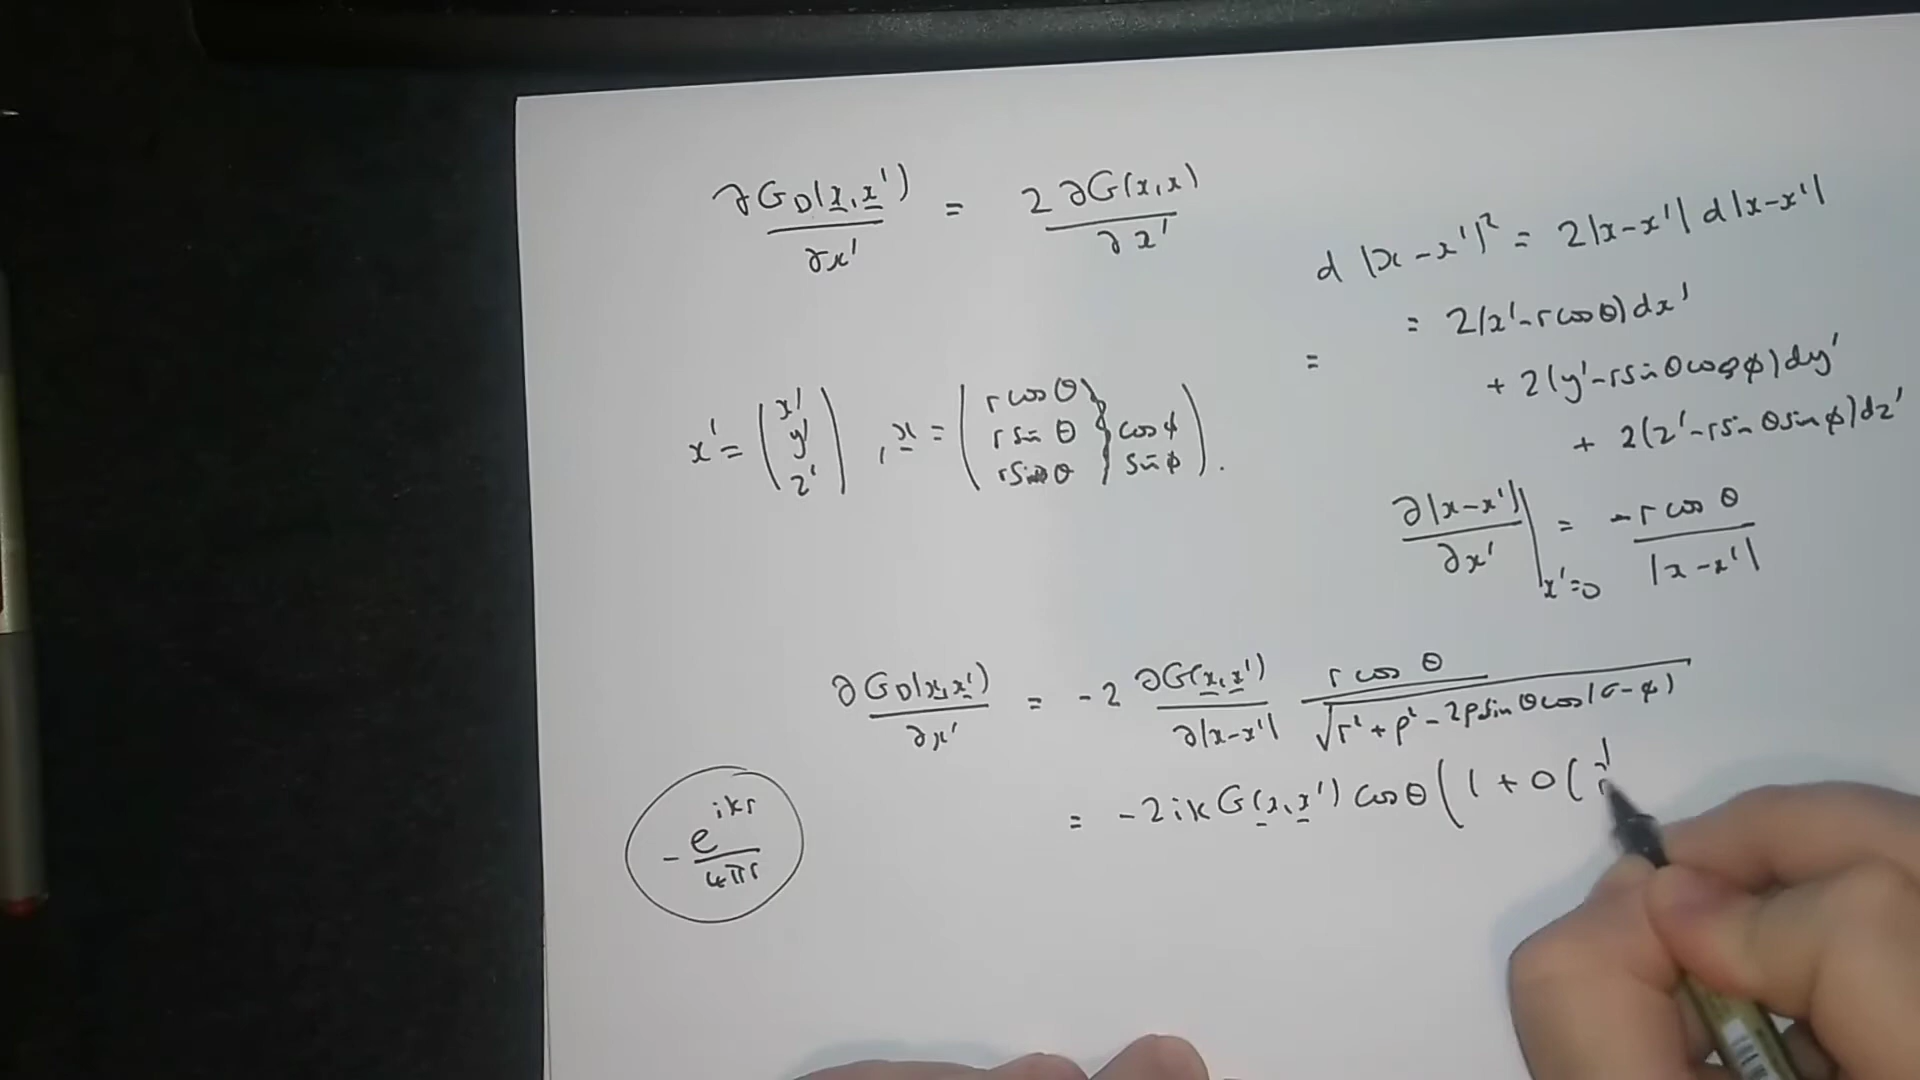 ∂G_D(x, x')/∂x' = 2 ∂G(x, x)/∂x'
d |x - x'|² = 2|x - x'| d|x - x'|
= = 2(x' - r cos θ) dx'
+ 2(y' - r sin θ cos φ) dy'
+ 2(z' - r sin θ sin φ) dz'
x' = (x' y' z'), x = (r cos θ r sin θ r sin θ } cos φ sin φ).
∂|x - x'|/∂x' |x'=0 = -r cos θ/|x - x'|
∂G_D(x, x')/∂x' = -2 ∂G(x, x')/∂|x - x'| r cos θ/√(r² + ρ² - 2ρ sin θ cos(σ - φ))
= -2ik G(x, x') cos θ (1 + O(1/r
- e^{ikr}/4πr